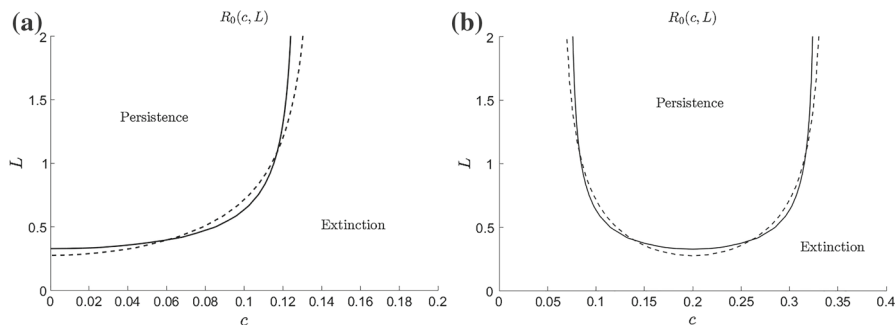 (a)
R₀(c, L)
2
1.5
1
0.5
0
L
Persistence
Extinction
0 0.02 0.04 0.06 0.08 0.1 0.12 0.14 0.16 0.18 0.2
c
(b)
R₀(c, L)
2
1.5
1
0.5
0
L
Persistence
Extinction
0 0.05 0.1 0.15 0.2 0.25 0.3 0.35 0.4
c